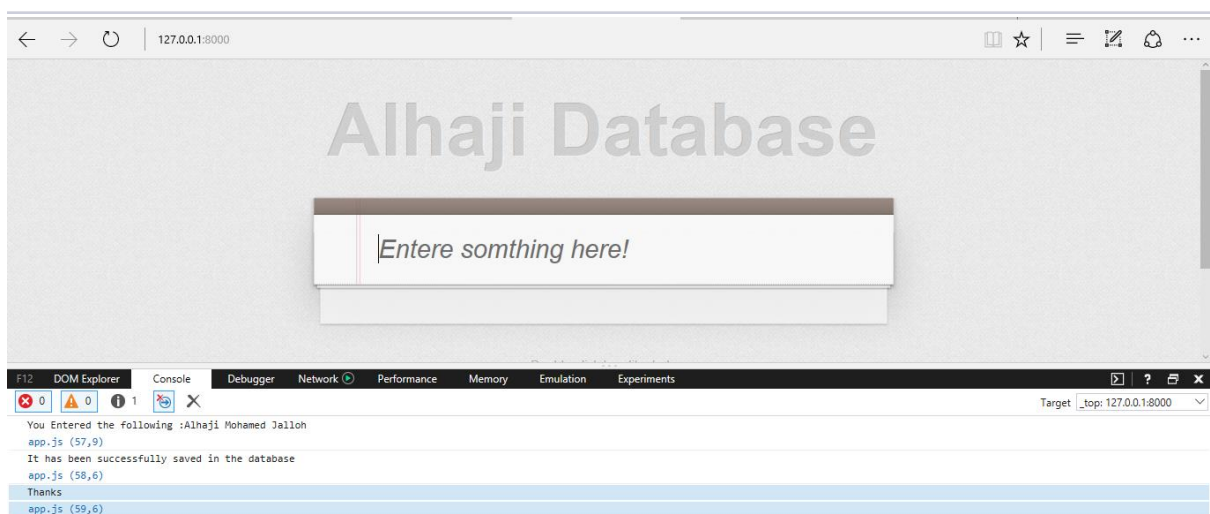 127.0.0.1:8000
Alhaji Database
Entere somthing here!
F12 DOM Explorer Console Debugger Network Performance Memory Emulation Experiments ?
0 0 1 Target _top: 127.0.0.1:8000
You Entered the following :Alhaji Mohamed Jalloh
app.js (57,9)
It has been successfully saved in the database
app.js (58,6)
Thanks
app.js (59,6)